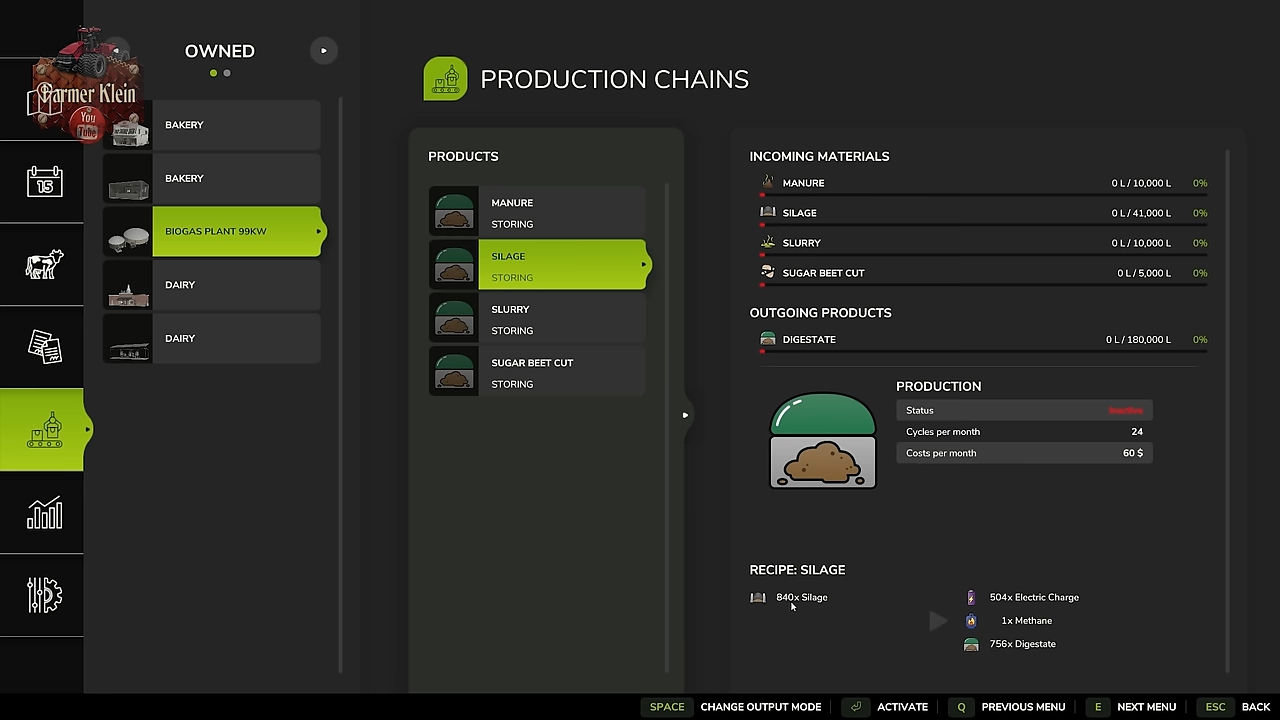 OWNED
Farmer Klein
You
Tube
15
BAKERY
BAKERY
BIOGAS PLANT 99KW
DAIRY
DAIRY
PRODUCTION CHAINS
PRODUCTS
MANURE
STORING
SILAGE
STORING
SLURRY
STORING
SUGAR BEET CUT
STORING
INCOMING MATERIALS
MANURE 0 L / 10,000 L 0%
SILAGE 0 L / 41,000 L 0%
SLURRY 0 L / 10,000 L 0%
SUGAR BEET CUT 0 L / 5,000 L 0%
OUTGOING PRODUCTS
DIGESTATE 0 L / 180,000 L 0%
PRODUCTION
Status Inactive
Cycles per month 24
Costs per month 60 $
RECIPE: SILAGE
840x Silage
504x Electric Charge
1x Methane
756x Digestate
SPACE CHANGE OUTPUT MODE ACTIVATE Q PREVIOUS MENU E NEXT MENU ESC BACK